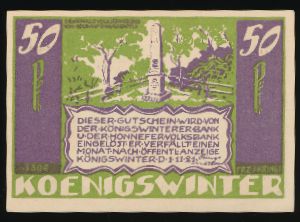 50
50
DIESER·GUTSCHEIN·WIRD·VON
DER·KÖNIGSWINTERER·BANK
U·DER·HONNEFER·VOLKSBANK
EINGELÖST·ER·VERFÄLLT·EINEN
MONAT·NACH·ÖFFENTL·ANZEIGE
KÖNIGSWINTER·D·1·11·21
KOENIGSWINTER